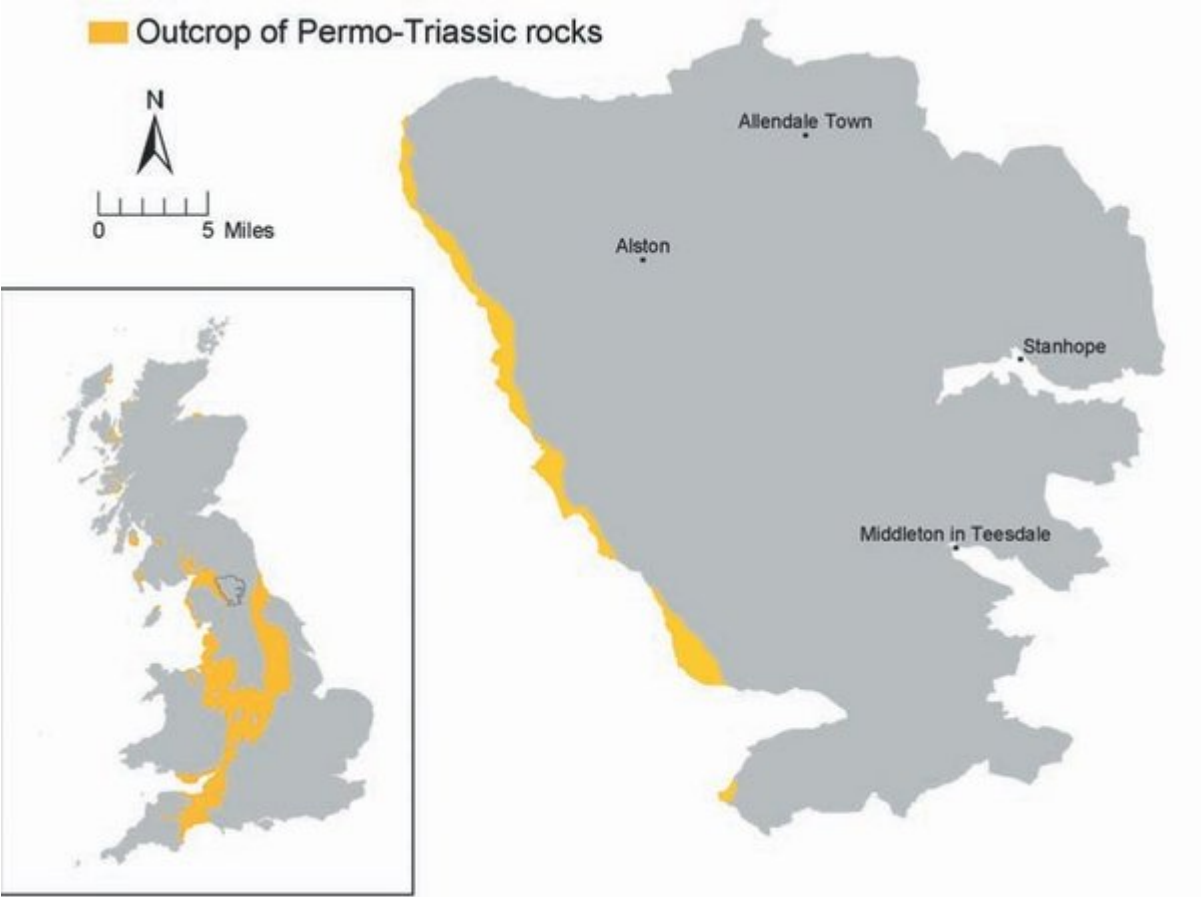 Outcrop of Permo-Triassic rocks
N
0 5 Miles
Allendale Town
Alston
Stanhope
Middleton in Teesdale